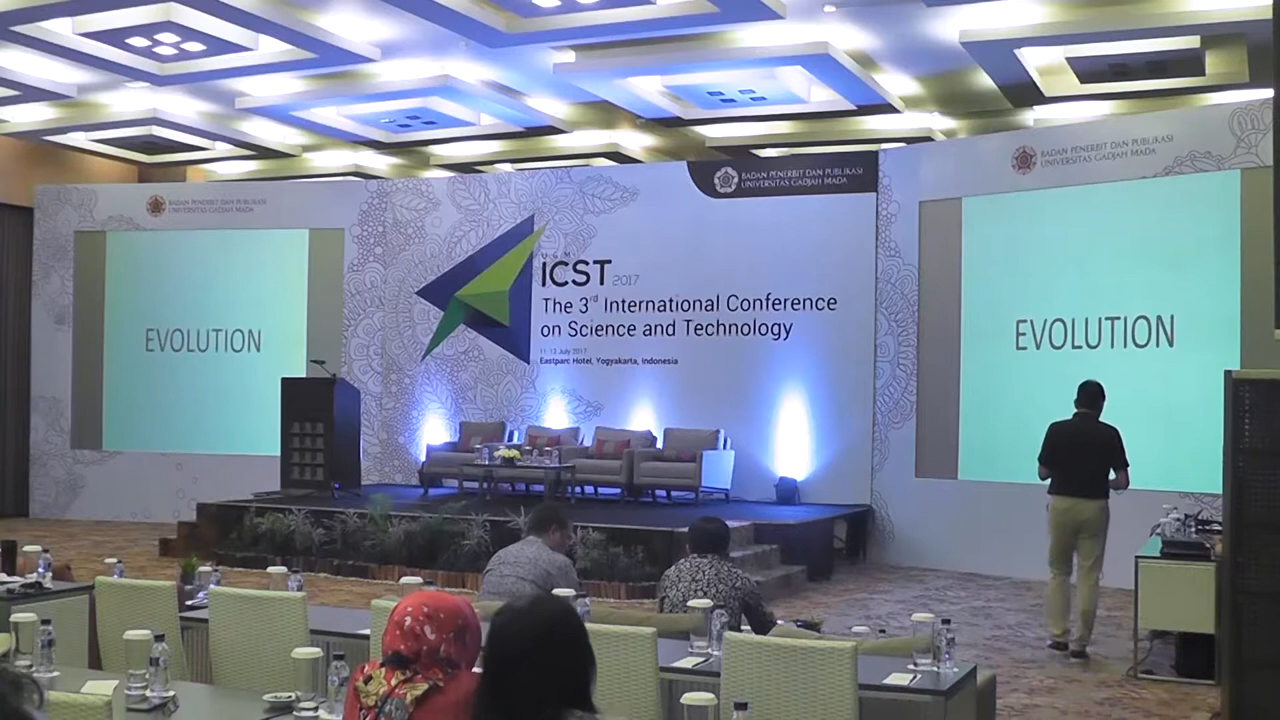 BADAN PENERBIT DAN PUBLIKASI
UNIVERSITAS GADJAH MADA
EVOLUTION
BADAN PENERBIT DAN PUBLIKASI
UNIVERSITAS GADJAH MADA
UGM
ICST 2017
The 3rd International Conference
on Science and Technology
11-12 July 2017
Eastparc Hotel, Yogyakarta, Indonesia
BADAN PENERBIT DAN PUBLIKASI
UNIVERSITAS GADJAH MADA
EVOLUTION